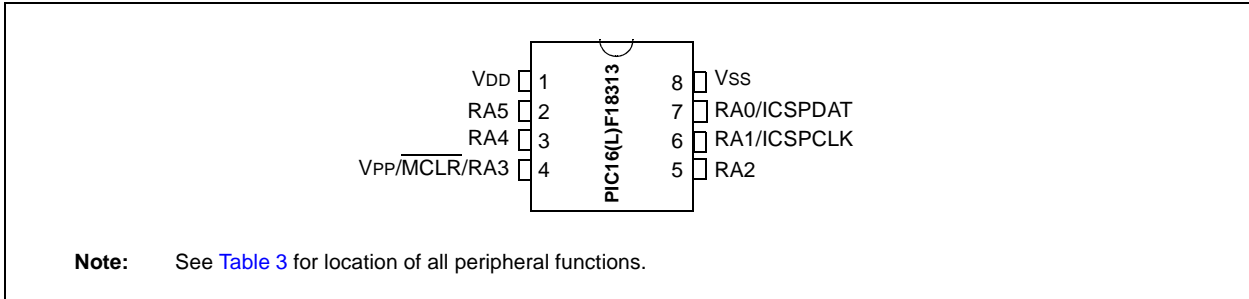 VDD 1 8 VSS
RA5 2 7 RA0/ICSPDAT
RA4 3 6 RA1/ICSPCLK
VPP/MCLR/RA3 4 5 RA2
PIC16(L)F18313
Note: See Table 3 for location of all peripheral functions.